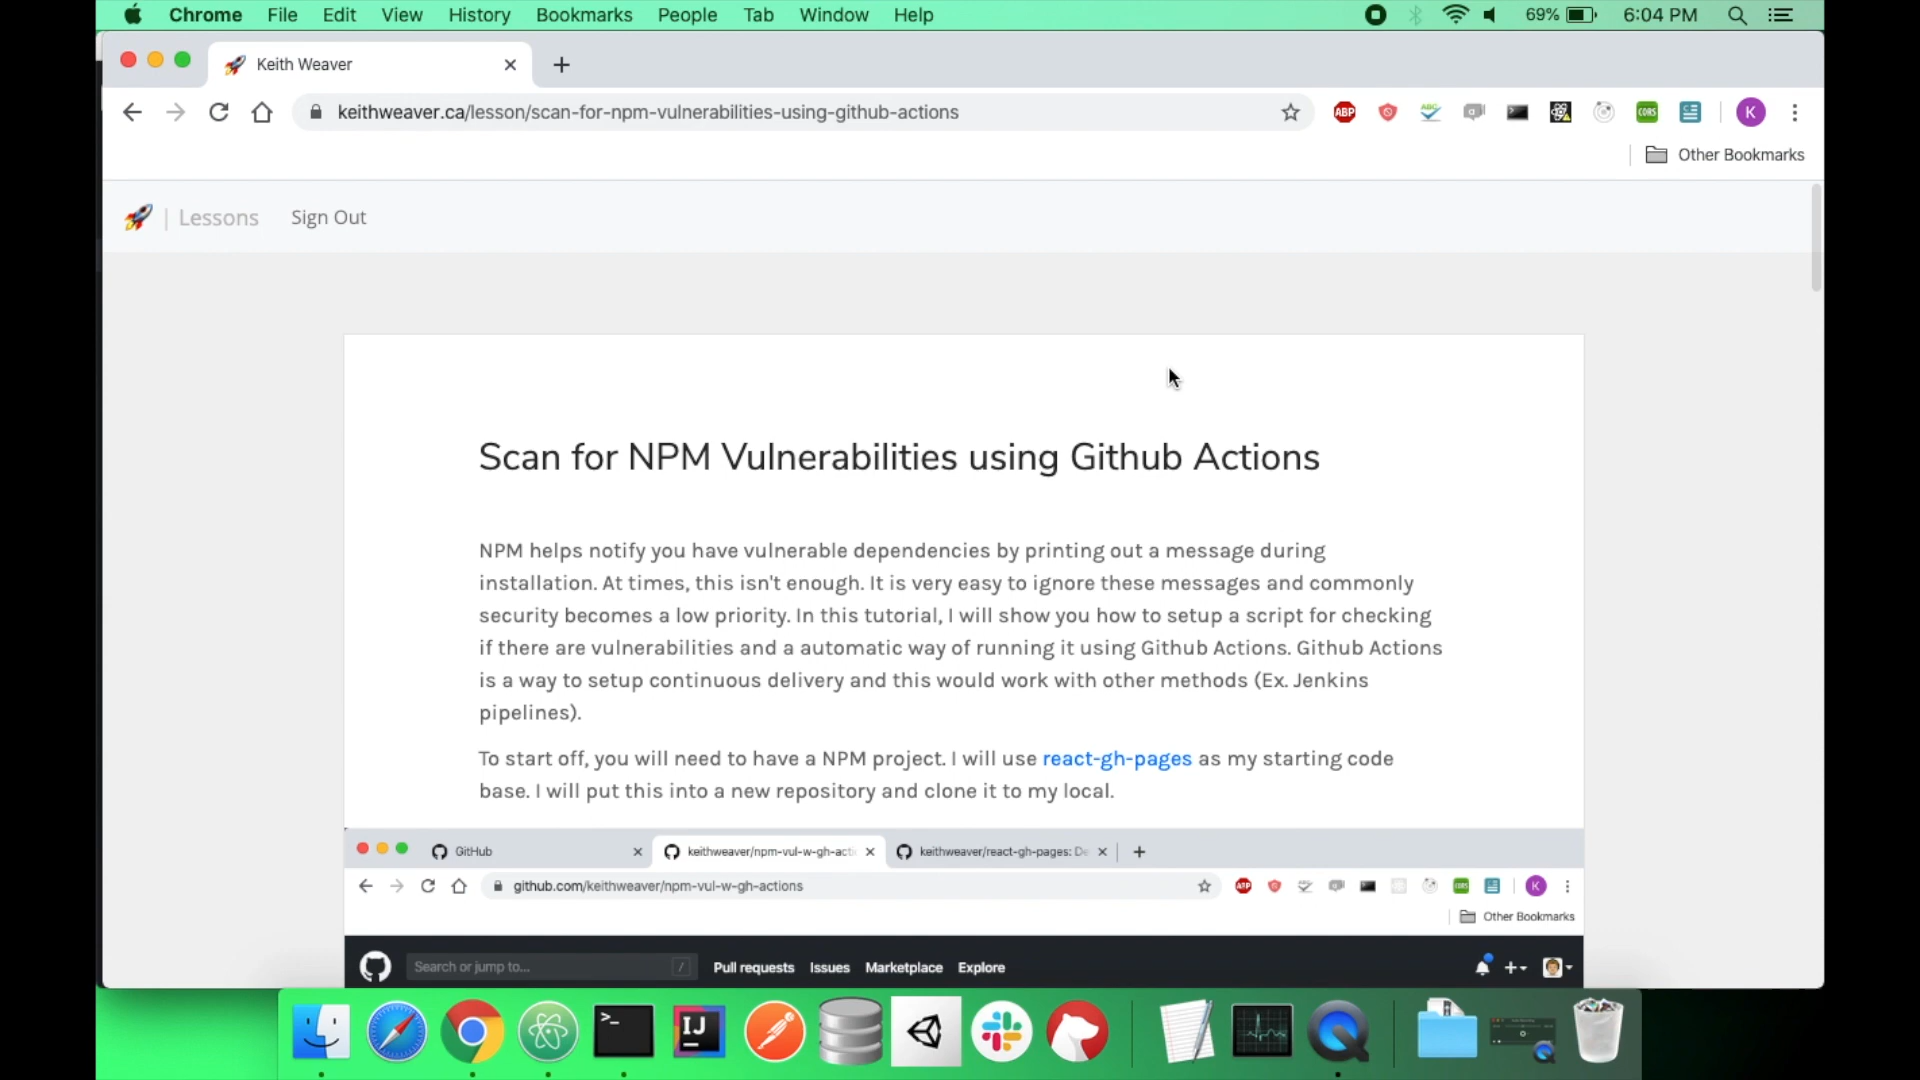 Chrome File Edit View History Bookmarks People Tab Window Help 69% 6:04 PM
Keith Weaver
keithweaver.ca/lesson/scan-for-npm-vulnerabilities-using-github-actions
ABP ABC CORS K
Other Bookmarks
| Lessons Sign Out
Scan for NPM Vulnerabilities using Github Actions
NPM helps notify you have vulnerable dependencies by printing out a message during
installation. At times, this isn't enough. It is very easy to ignore these messages and commonly
security becomes a low priority. In this tutorial, I will show you how to setup a script for checking
if there are vulnerabilities and a automatic way of running it using Github Actions. Github Actions
is a way to setup continuous delivery and this would work with other methods (Ex. Jenkins
pipelines).
To start off, you will need to have a NPM project. I will use react-gh-pages as my starting code
base. I will put this into a new repository and clone it to my local.
GitHub keithweaver/npm-vul-w-gh-acti keithweaver/react-gh-pages: De
github.com/keithweaver/npm-vul-w-gh-actions ABP CORS K
Other Bookmarks
Search or jump to... / Pull requests Issues Marketplace Explore
>_ IJ